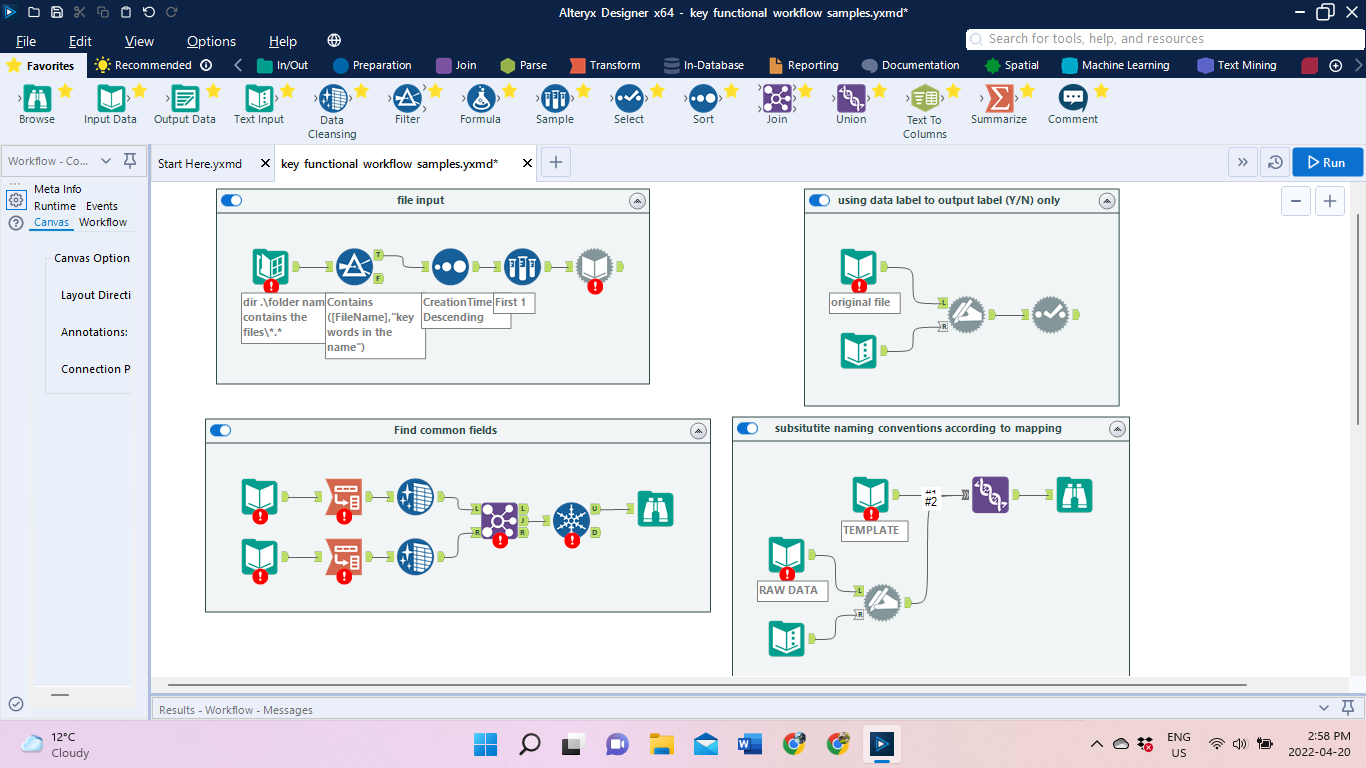 Alteryx Designer x64 - key functional workflow samples.yxmd*
File Edit View Options Help
Search for tools, help, and resources
Favorites Recommended In/Out Preparation Join Parse Transform In-Database Reporting Documentation Spatial Machine Learning Text Mining
Browse Input Data Output Data Text Input Data Cleansing Filter Formula Sample Select Sort Join Union Text To Columns Summarize Comment
Workflow - Co...
Start Here.yxmd
key functional workflow samples.yxmd*
Run
Meta Info
Runtime Events
Canvas Workflow
Canvas Option
Layout Directi
Annotations:
Connection P
file input
T
F
dir .\folder nam
contains the
files\*.*
Contains
([FileName],"key
words in the
name")
CreationTime
Descending
First 1
using data label to output label (Y/N) only
original file
L
R
Find common fields
L
R
L
J
R
U
D
subsitutite naming conventions according to mapping
#1
#2
TEMPLATE
RAW DATA
L
R
Results - Workflow - Messages
12°C
Cloudy
ENG
US
2:58 PM
2022-04-20